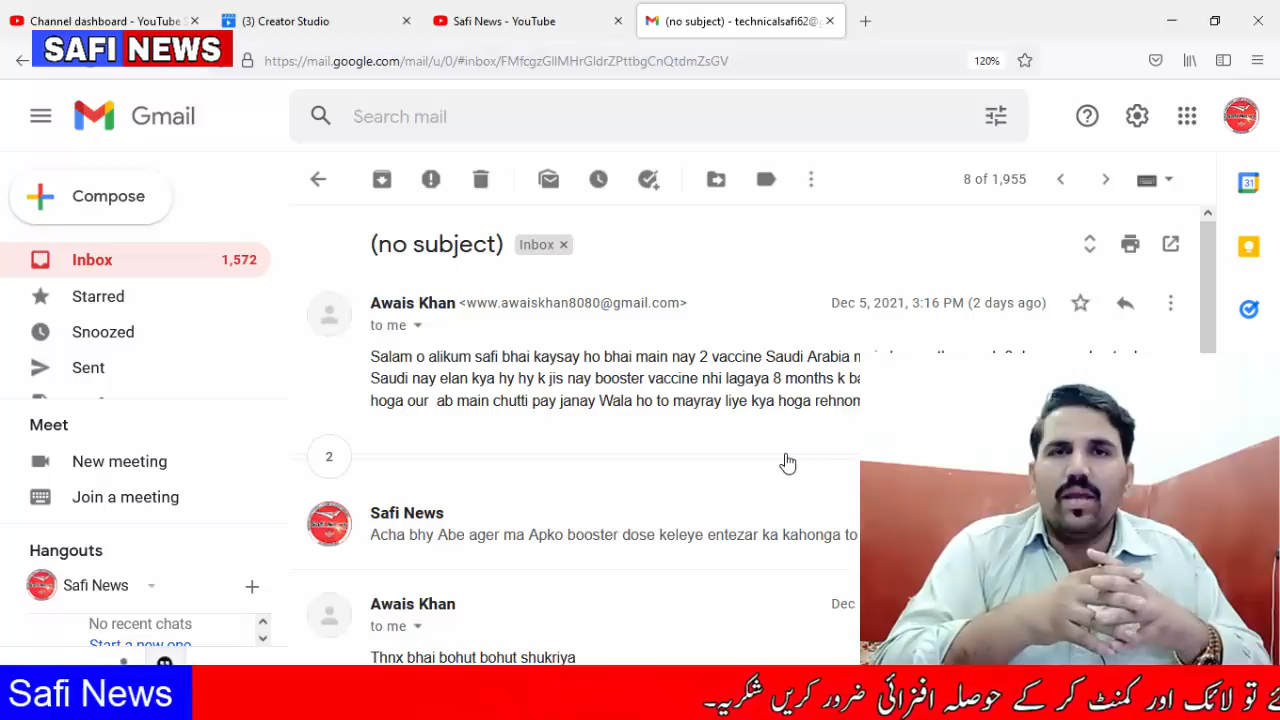 Channel dashboard - YouTube
(3) Creator Studio
Safi News - YouTube
(no subject) - technicalsafi62@
SAFI NEWS
https://mail.google.com/mail/u/0/#inbox/FMfcgzGllMHrGldrZPttbgCnQtdmZsGV
120%
Gmail
Search mail
Compose
8 of 1,955
31
Inbox 1,572
(no subject) Inbox
Starred
Awais Khan <www.awaiskhan8080@gmail.com> Dec 5, 2021, 3:16 PM (2 days ago)
to me
Snoozed
Sent
Salam o alikum safi bhai kaysay ho bhai main nay 2 vaccine Saudi Arabia
Saudi nay elan kya hy hy k jis nay booster vaccine nhi lagaya 8 months k
hoga our ab main chutti pay janay Wala ho to mayray liye kya hoga
Meet
New meeting
2
Join a meeting
Safi News
Acha bhy Abe ager ma Apko booster dose keleye entezar ka kahonga to
Hangouts
Safi News
Awais Khan Dec
to me
No recent chats
Start a new one
Thnx bhai bohut bohut shukriya
Safi News
تو لائک اور کمنٹ کر کے حوصلہ افزائی ضرور کریں شکریہ۔